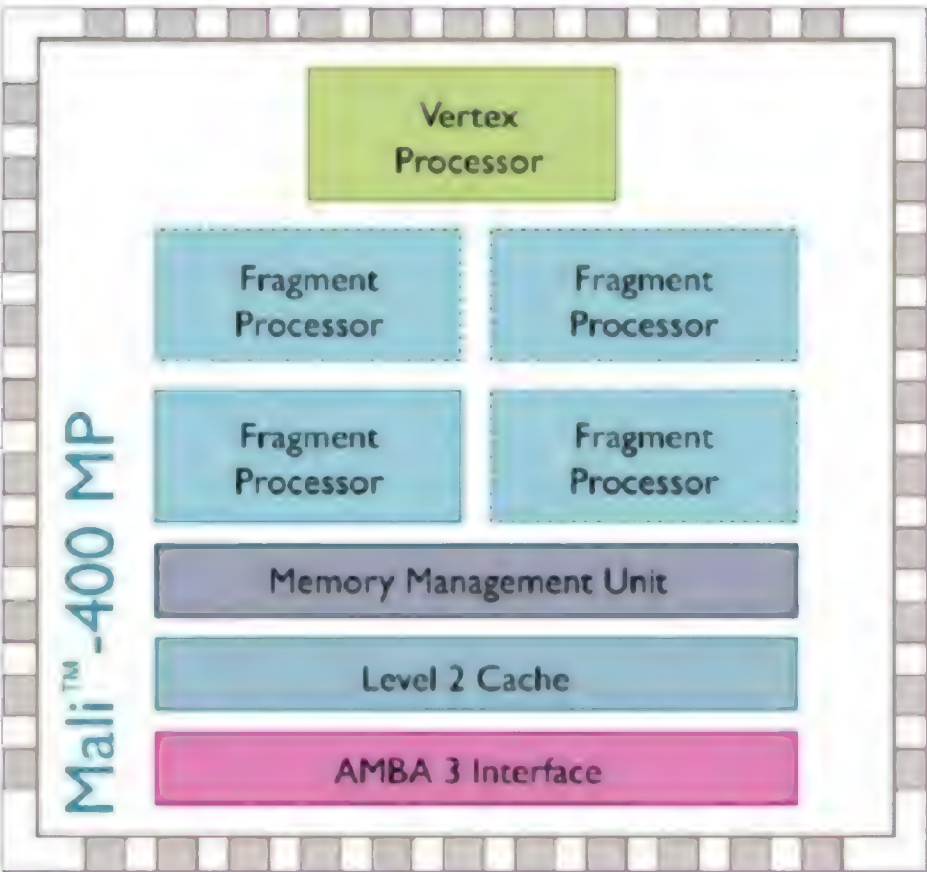 Vertex
Processor
Fragment
Processor
Fragment
Processor
Fragment
Processor
Fragment
Processor
Memory Management Unit
Level 2 Cache
AMBA 3 Interface
Mali™-400 MP